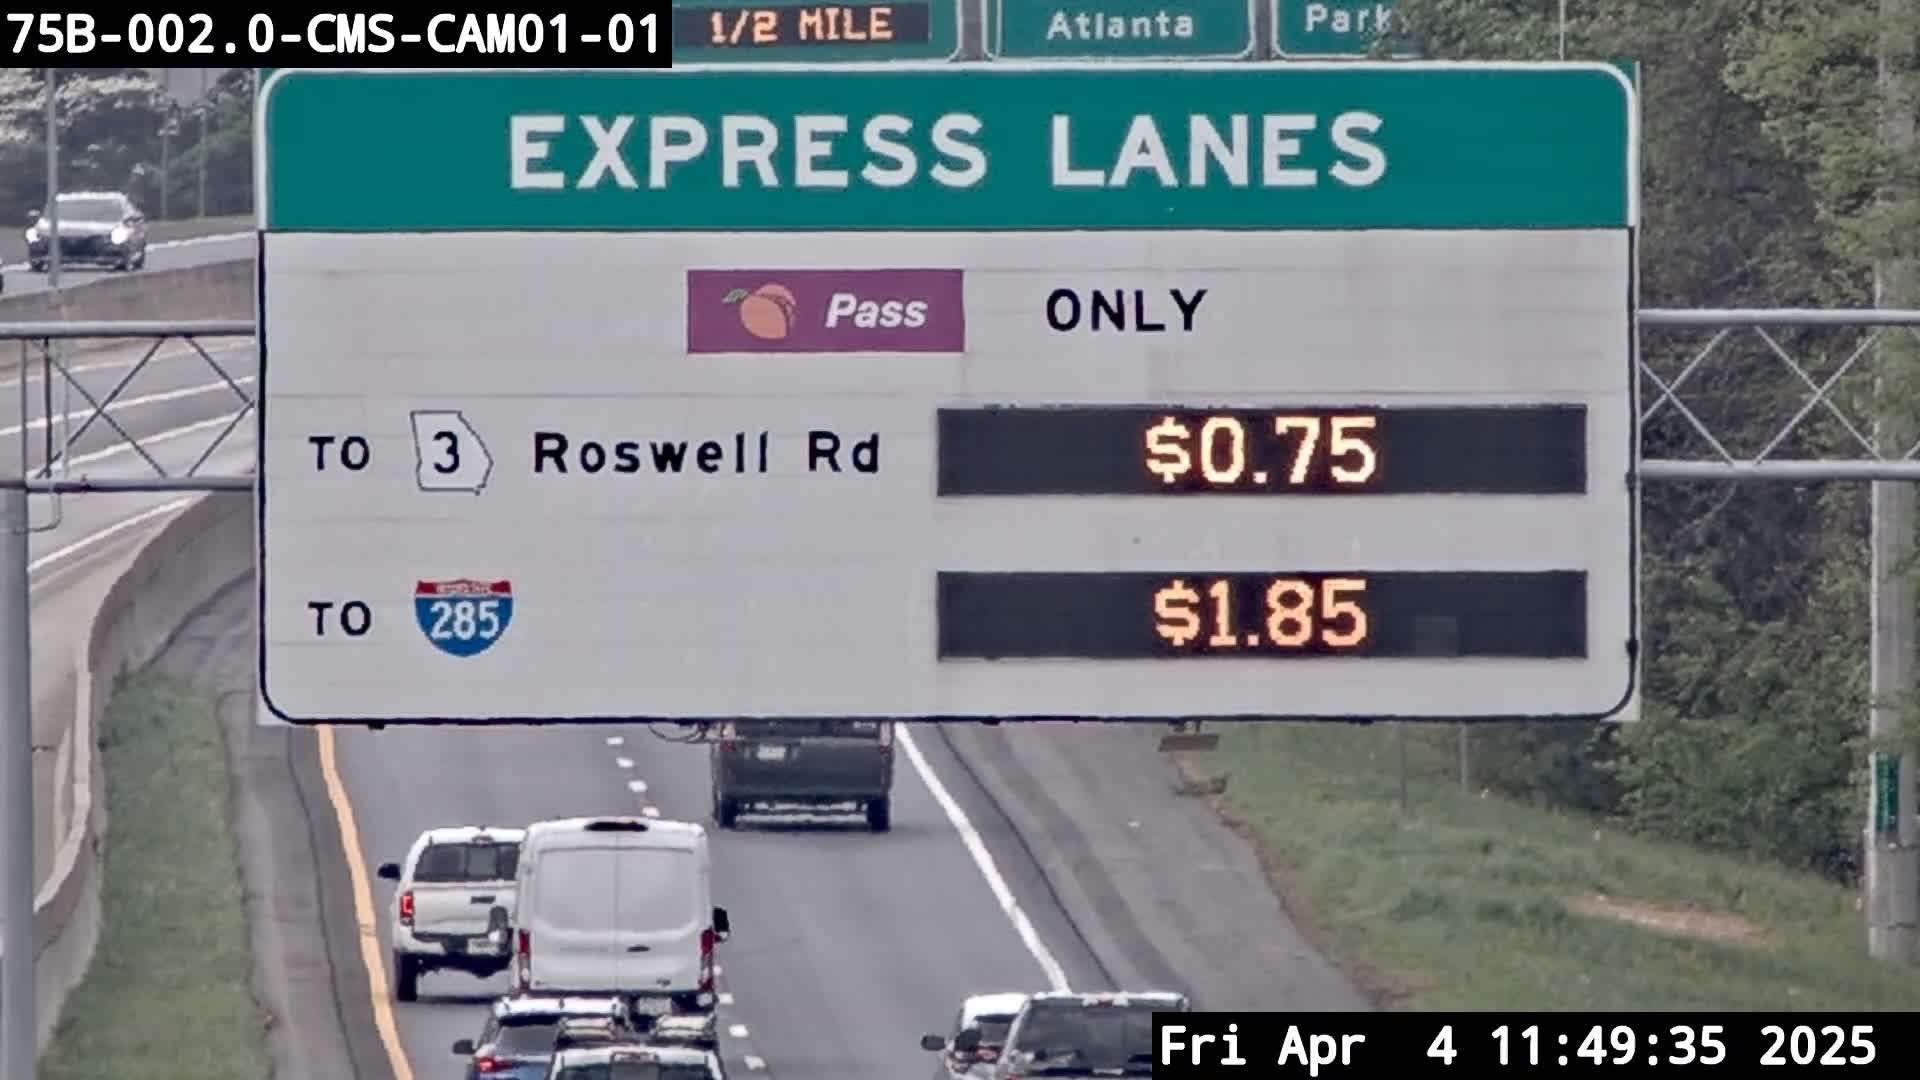 75B-002.0-CMS-CAM01-01
1/2 MILE
Atlanta
Park
EXPRESS LANES
Pass ONLY
TO 3 Roswell Rd $0.75
TO 285 $1.85
Fri Apr 4 11:49:35 2025